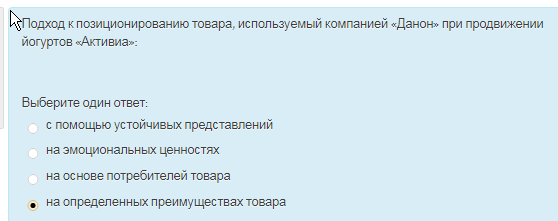 Подход к позиционированию товара, используемый компанией «Данон» при продвижении
йогуртов «Активиа»:
Выберите один ответ:
с помощью устойчивых представлений
на эмоциональных ценностях
на основе потребителей товара
на определенных преимуществах товара